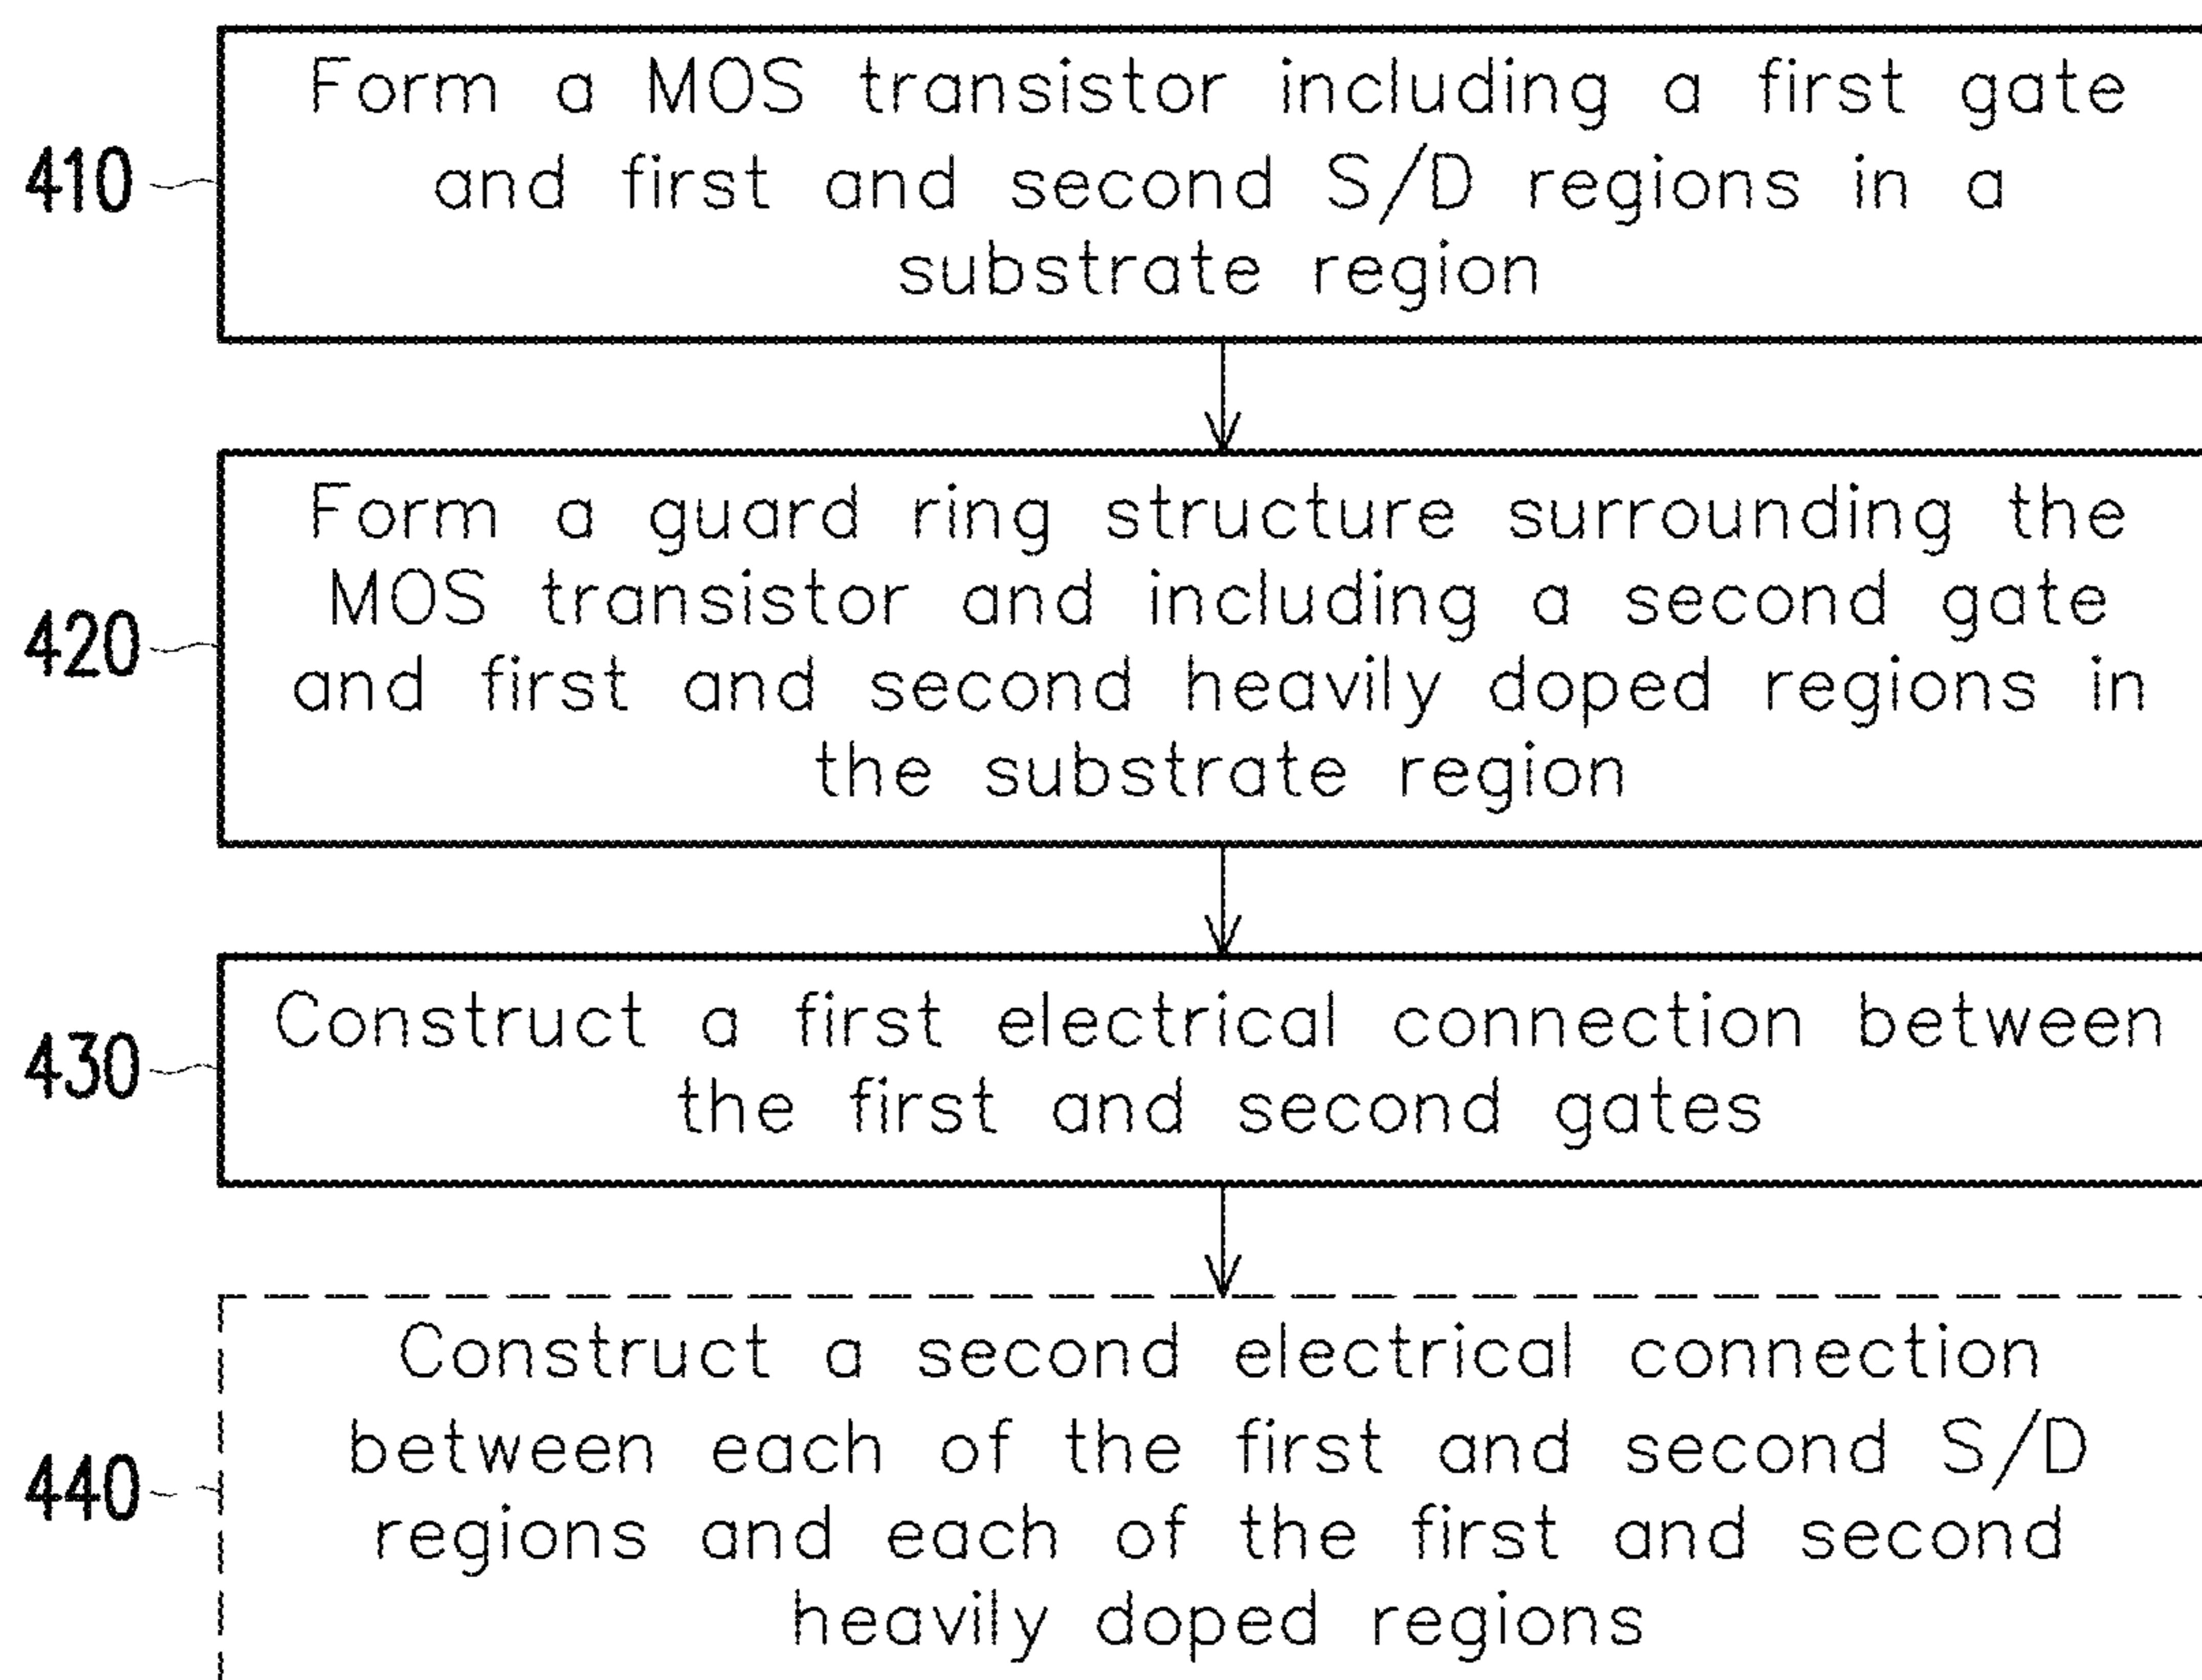 Form a MOS transistor including a first gate
410
and first and second S/D regions in a
substrate region
Form a guard ring structure surrounding the
MOS transistor and including a second gate
420
and first and second heavily doped regions in
the substrate region
Construct a first electrical connection between
430
the first and second gates
Construct a second electrical connection
between each of the first and second S/D
440
regions and each of the first and second
heavily doped regions